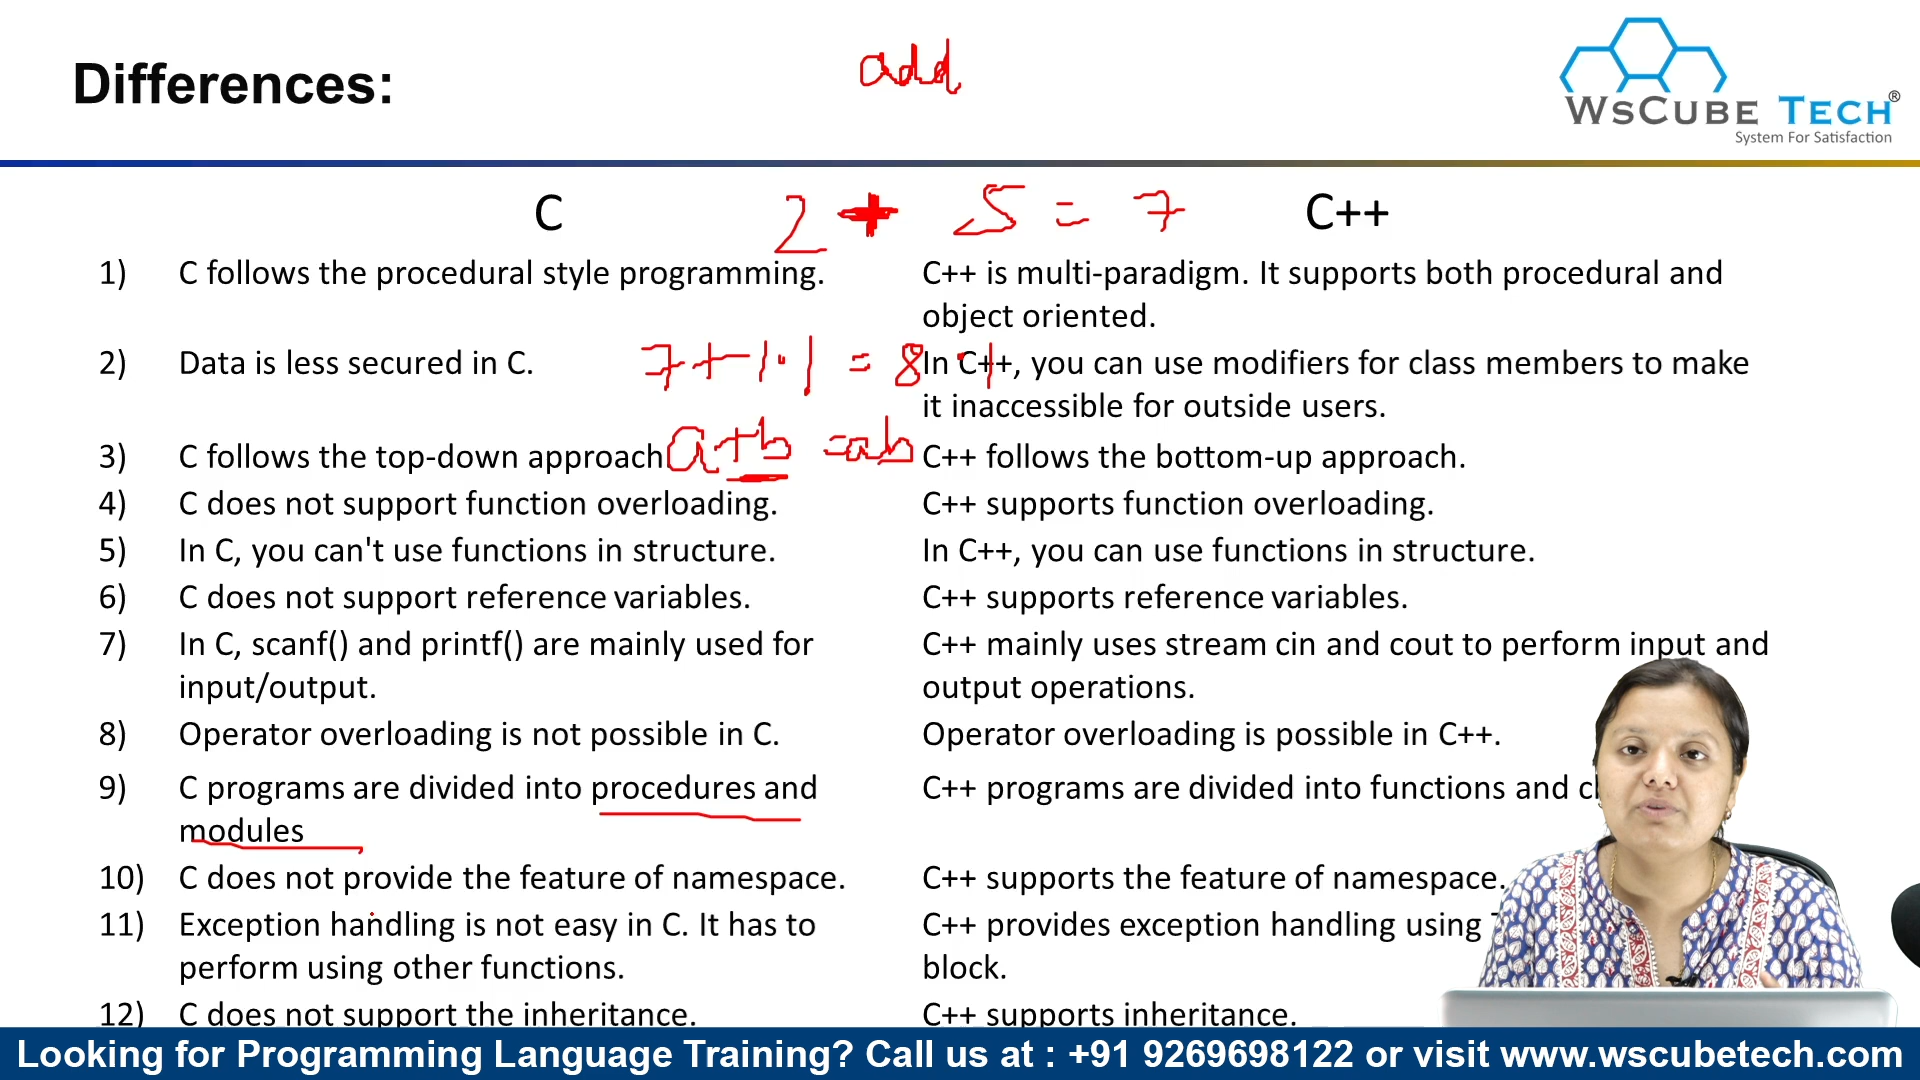 Differences:
add
WSCUBE TECH®
System For Satisfaction
C
2 + 5 = 7
C++
1) C follows the procedural style programming. C++ is multi-paradigm. It supports both procedural and
object oriented.
2) Data is less secured in C. 7+1.1 = 8.1 In C++, you can use modifiers for class members to make
it inaccessible for outside users.
3) C follows the top-down approach a+b =ab C++ follows the bottom-up approach.
4) C does not support function overloading. C++ supports function overloading.
5) In C, you can't use functions in structure. In C++, you can use functions in structure.
6) C does not support reference variables. C++ supports reference variables.
7) In C, scanf() and printf() are mainly used for C++ mainly uses stream cin and cout to perform input and
input/output. output operations.
8) Operator overloading is not possible in C. Operator overloading is possible in C++.
9) C programs are divided into procedures and C++ programs are divided into functions and
modules
10) C does not provide the feature of namespace. C++ supports the feature of namespace.
11) Exception handling is not easy in C. It has to C++ provides exception handling using
perform using other functions. block.
12) C does not support the inheritance. C++ supports inheritance.
Looking for Programming Language Training? Call us at : +91 9269698122 or visit www.wscubetech.com